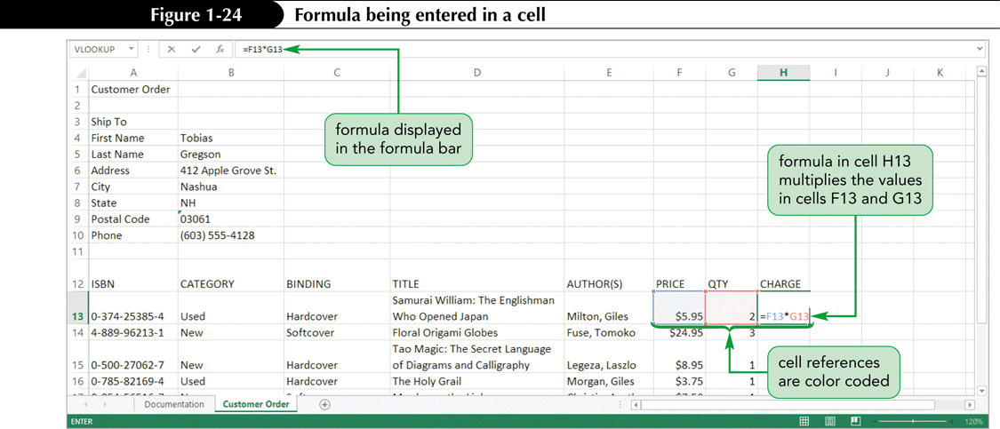 Figure 1-24 Formula being entered in a cell
VLOOKUP =F13*G13
A B C D E F G H I J K
1 Customer Order
2
3 Ship To
formula displayed
in the formula bar
4 First Name Tobias
5 Last Name Gregson
6 Address 412 Apple Grove St.
7 City Nashua
8 State NH
9 Postal Code 03061
10 Phone (603) 555-4128
11
formula in cell H13
multiplies the values
in cells F13 and G13
12 ISBN CATEGORY BINDING TITLE AUTHOR(S) PRICE QTY CHARGE
Samurai William: The Englishman
13 0-374-25385-4 Used Hardcover Who Opened Japan Milton, Giles $5.95 2 =F13*G13
14 4-889-96213-1 New Softcover Floral Origami Globes Fuse, Tomoko $24.95 3
Tao Magic: The Secret Language
15 0-500-27062-7 New Hardcover of Diagrams and Calligraphy Legeza, Laszlo $8.95 1
16 0-785-82169-4 Used Hardcover The Holy Grail Morgan, Giles $3.75 1
cell references
are color coded
Documentation Customer Order
ENTER 120%